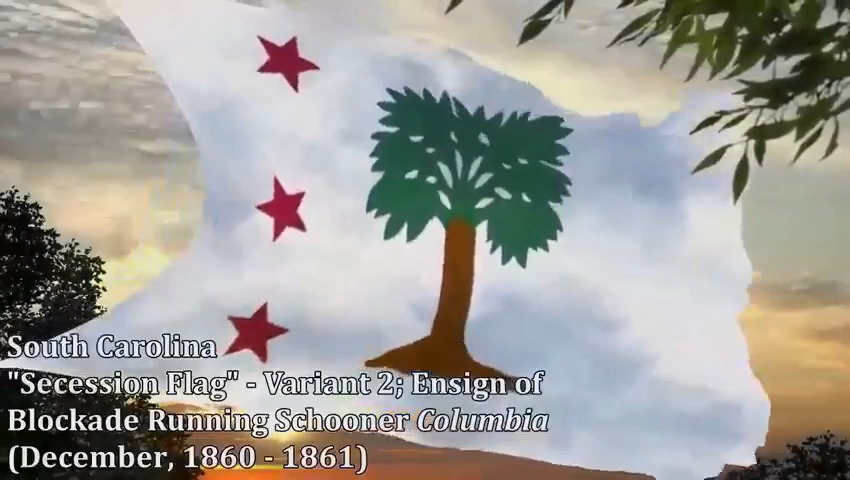 South Carolina
"Secession Flag" - Variant 2; Ensign of
Blockade Running Schooner Columbia
(December, 1860 - 1861)